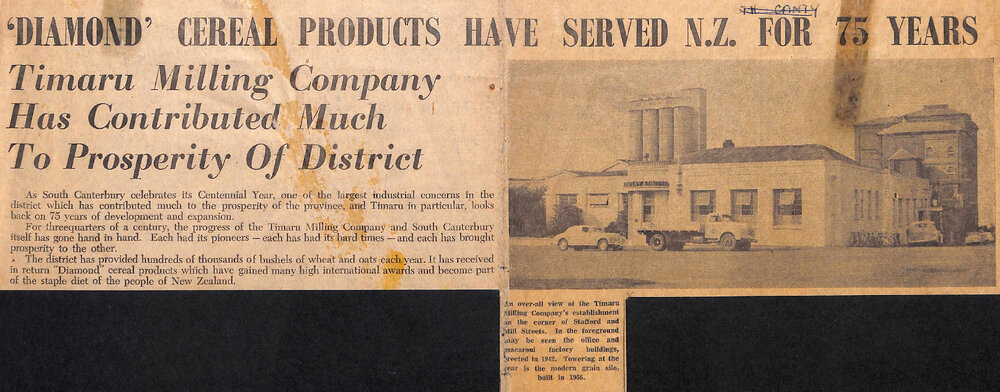 TH CANTY
'DIAMOND' CEREAL PRODUCTS HAVE SERVED N.Z. FOR 75 YEARS
Timaru Milling Company
Has Contributed Much
To Prosperity Of District
As South Canterbury celebrates its Centennial Year, one of the largest industrial concerns in the
district which has contributed much to the prosperity of the province, and Timaru in particular, looks
back on 75 years of development and expansion.
For threequarters of a century, the progress of the Timaru Milling Company and South Canterbury
itself has gone hand in hand. Each had its pioneers — each has had its hard times — and each has brought
prosperity to the other.
The district has provided hundreds of thousands of bushels of wheat and oats each year. It has received
in return "Diamond" cereal products which have gained many high international awards and become part
of the staple diet of the people of New Zealand.
An over-all view of the Timaru
Milling Company's establishment
on the corner of Stafford and
Mill Streets. In the foreground
may be seen the office and
macaroni factory buildings,
erected in 1942. Towering at the
rear is the modern grain silo,
built in 1956.